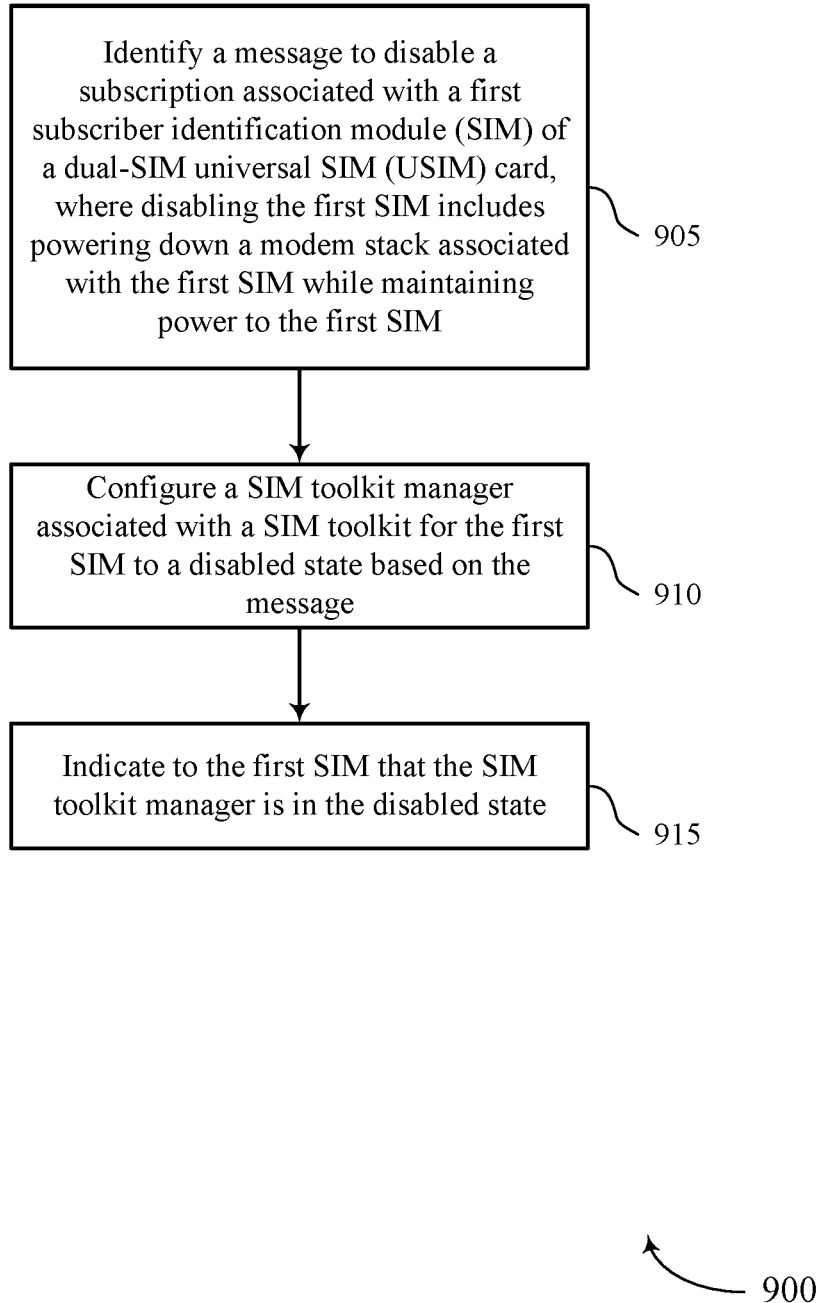 Identify a message to disable a
subscription associated with a first
subscriber identification module (SIM) of
a dual-SIM universal SIM (USIM) card,
where disabling the first SIM includes
powering down a modem stack associated
with the first SIM while maintaining
power to the first SIM
905
Configure a SIM toolkit manager
associated with a SIM toolkit for the first
SIM to a disabled state based on the
message
910
Indicate to the first SIM that the SIM
toolkit manager is in the disabled state
915
900